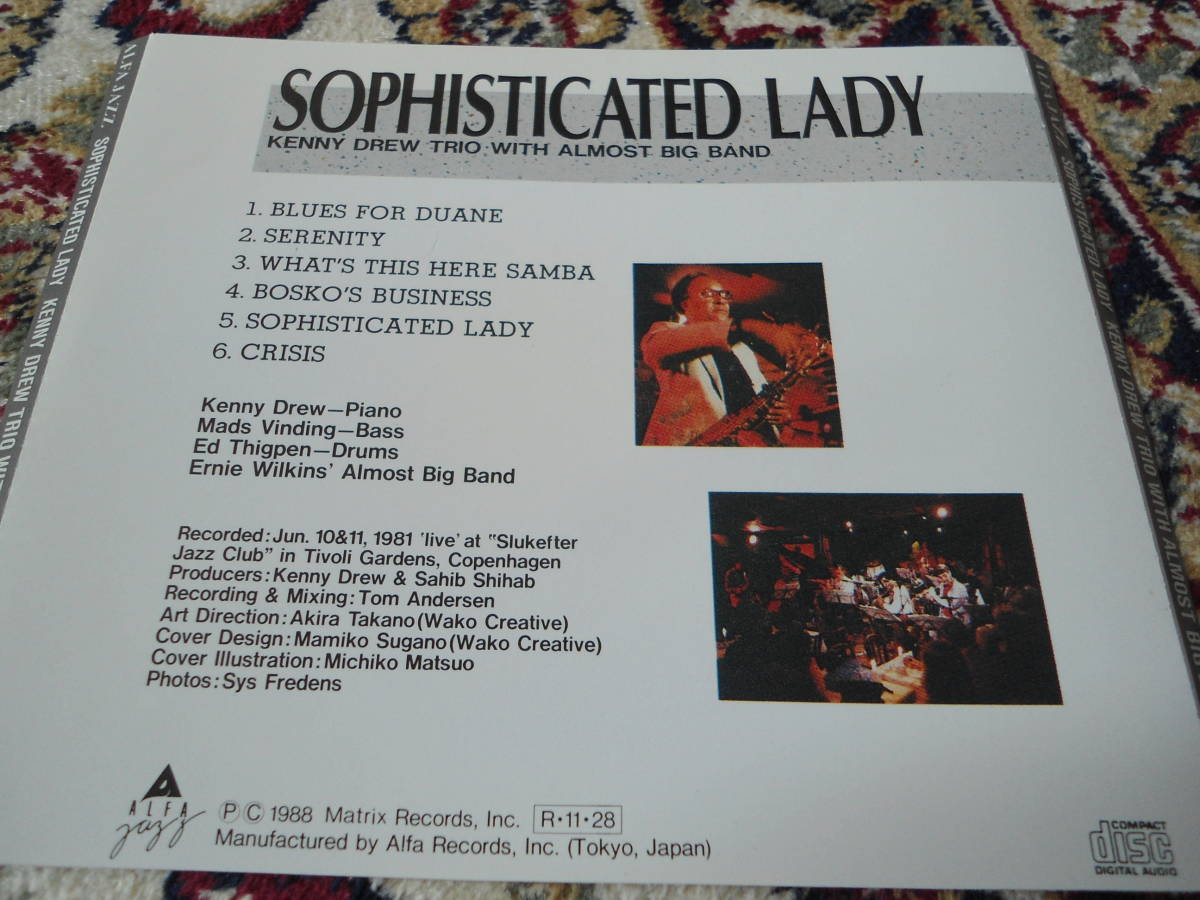 SOPHISTICATED LADY
KENNY DREW TRIO WITH ALMOST BIG BAND
1. BLUES FOR DUANE
2. SERENITY
3. WHAT'S THIS HERE SAMBA
4. BOSKO'S BUSINESS
5. SOPHISTICATED LADY
6. CRISIS
Kenny Drew—Piano
Mads Vinding—Bass
Ed Thigpen—Drums
Ernie Wilkins' Almost Big Band
Recorded: Jun. 10&11, 1981 'live' at "Slukefter
Jazz Club" in Tivoli Gardens, Copenhagen
Producers: Kenny Drew & Sahib Shihab
Recording & Mixing: Tom Andersen
Art Direction: Akira Takano (Wako Creative)
Cover Design: Mamiko Sugano (Wako Creative)
Cover Illustration: Michiko Matsuo
Photos: Sys Fredens
ALFA
jazz
Ⓟ© 1988 Matrix Records, Inc. R・11・28
Manufactured by Alfa Records, Inc. (Tokyo, Japan)
COMPACT
disc
DIGITAL AUDIO
ALFA JAZZ SOPHISTICATED LADY KENNY DREW TRIO WIT
ALFA JAZZ SOPHISTICATED LADY KENNY DREW TRIO WITH ALMOST BIG